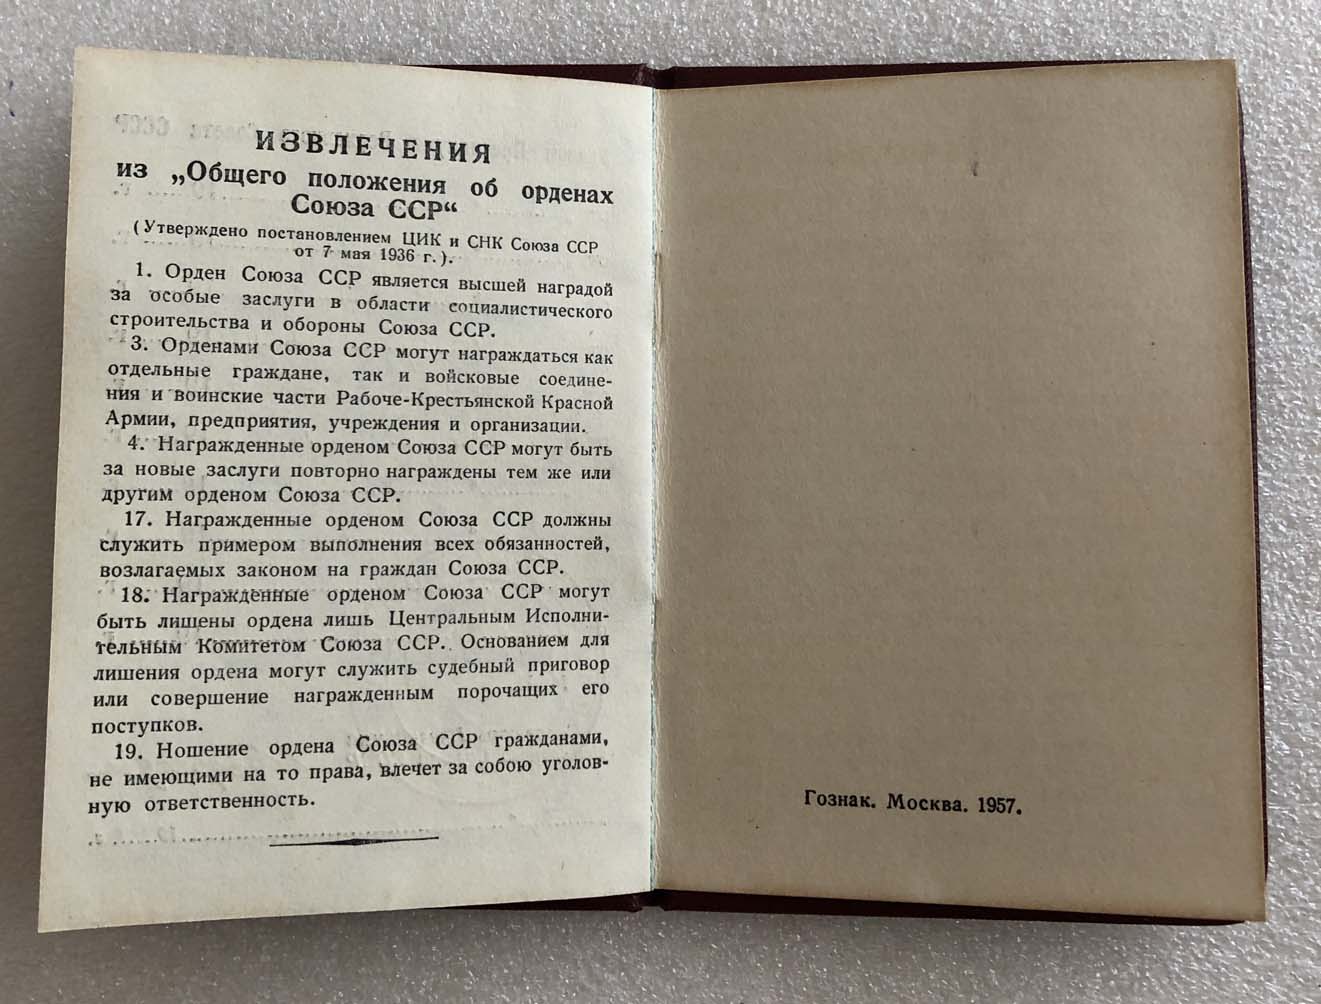 ИЗВЛЕЧЕНИЯ
из „Общего положения об орденах
Союза ССР“
(Утверждено постановлением ЦИК и СНК Союза ССР
от 7 мая 1936 г.).
1. Орден Союза ССР является высшей наградой
за особые заслуги в области социалистического
строительства и обороны Союза ССР.
3. Орденами Союза ССР могут награждаться как
отдельные граждане, так и войсковые соедине-
ния и воинские части Рабоче-Крестьянской Красной
Армии, предприятия, учреждения и организации.
4. Награжденные орденом Союза ССР могут быть
за новые заслуги повторно награждены тем же или
другим орденом Союза ССР.
17. Награжденные орденом Союза ССР должны
служить примером выполнения всех обязанностей,
возлагаемых законом на граждан Союза ССР.
18. Награжденные орденом Союза ССР могут
быть лишены ордена лишь Центральным Исполни-
тельным Комитетом Союза ССР. Основанием для
лишения ордена могут служить судебный приговор
или совершение награжденным порочащих его
поступков.
19. Ношение ордена Союза ССР гражданами,
не имеющими на то права, влечет за собою уголов-
ную ответственность.
Гознак. Москва. 1957.